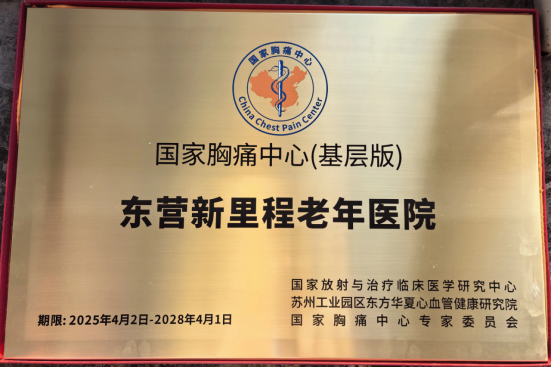 国家胸痛中心
China Chest Pain Center
国家胸痛中心(基层版)
东营新里程老年医院
国家放射与治疗临床医学研究中心
苏州工业园区东方华夏心血管健康研究院
期限: 2025年4月2日-2028年4月1日
国家胸痛中心专家委员会